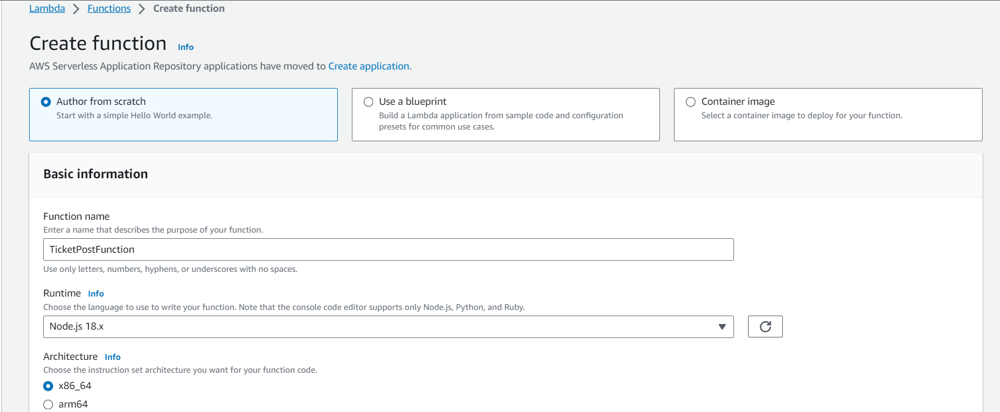 Lambda > Functions > Create function
Create function Info
AWS Serverless Application Repository applications have moved to Create application.
Author from scratch
Start with a simple Hello World example.
Use a blueprint
Build a Lambda application from sample code and configuration
presets for common use cases.
Container image
Select a container image to deploy for your function.
Basic information
Function name
Enter a name that describes the purpose of your function.
TicketPostFunction
Use only letters, numbers, hyphens, or underscores with no spaces.
Runtime Info
Choose the language to use to write your function. Note that the console code editor supports only Node.js, Python, and Ruby.
Node.js 18.x
Architecture Info
Choose the instruction set architecture you want for your function code.
x86_64
arm64